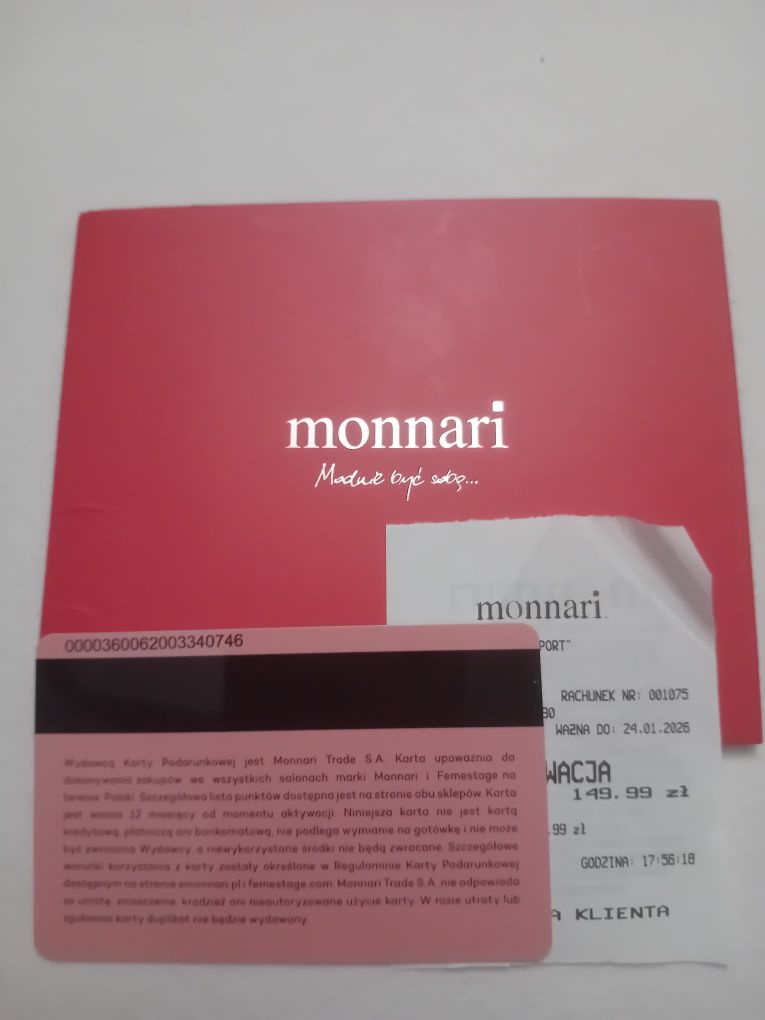 monnari
Modnie być sobą...
monnari
PORT"
RACHUNEK NR: 001075
80
WAŻNA DO: 24.01.2026
WACJA
149.99 zł
.99 zł
GODZINA: 17:56:18
A KLIENTA
0000360062003340746
Wydawcą Karty Podarunkowej jest Monnari Trade S.A. Karta upoważnia do
dokonywania zakupów we wszystkich salonach marki Monnari i Femestage na
terenie Polski. Szczegółowa lista punktów dostępna jest na stronie obu sklepów. Karta
jest ważna 12 miesięcy od momentu aktywacji. Niniejsza karta nie jest kartą
kredytową, płatniczą ani bankomatową, nie podlega wymianie na gotówkę i nie może
być zwracana Wydawcy, a niewykorzystane środki nie będą zwracane. Szczegółowe
warunki korzystania z karty zostały określone w Regulaminie Karty Podarunkowej
dostępnym na stronie emonnari.pl i femestage.com. Monnari Trade S.A. nie odpowiada
za utratę, zniszczenie, kradzież ani nieautoryzowane użycie karty. W razie utraty lub
zgubienia karty duplikat nie będzie wydawany.